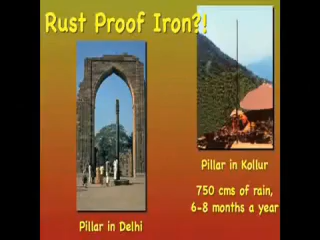 Rust Proof Iron?!
Pillar in Kollur
750 cms of rain,
6-8 months a year
Pillar in Delhi